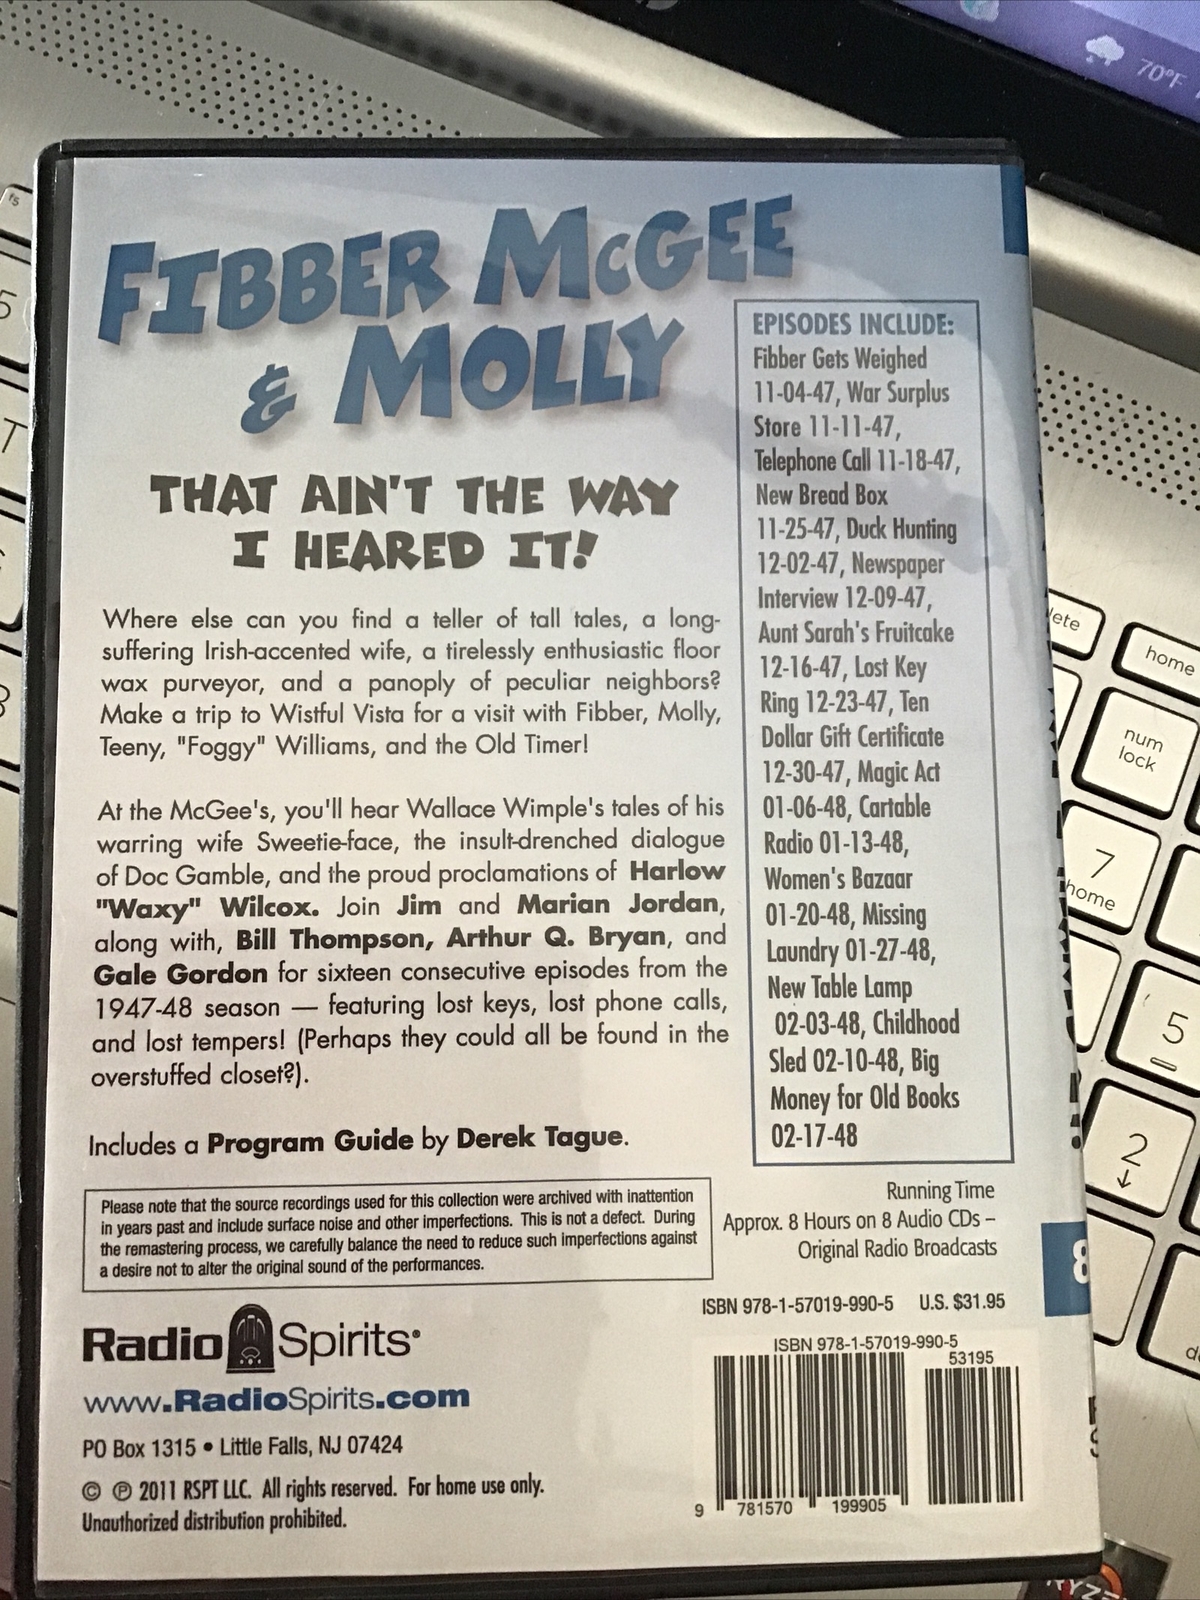 70°F
f5
5
T
FIBBER MCGEE
& MOLLY
THAT AIN'T THE WAY
I HEARED IT!
Where else can you find a teller of tall tales, a long-
suffering Irish-accented wife, a tirelessly enthusiastic floor
wax purveyor, and a panoply of peculiar neighbors?
Make a trip to Wistful Vista for a visit with Fibber, Molly,
Teeny, "Foggy" Williams, and the Old Timer!
At the McGee's, you'll hear Wallace Wimple's tales of his
warring wife Sweetie-face, the insult-drenched dialogue
of Doc Gamble, and the proud proclamations of Harlow
"Waxy" Wilcox. Join Jim and Marian Jordan,
along with, Bill Thompson, Arthur Q. Bryan, and
Gale Gordon for sixteen consecutive episodes from the
1947-48 season — featuring lost keys, lost phone calls,
and lost tempers! (Perhaps they could all be found in the
overstuffed closet?).
Includes a Program Guide by Derek Tague.
EPISODES INCLUDE:
Fibber Gets Weighed
11-04-47, War Surplus
Store 11-11-47,
Telephone Call 11-18-47,
New Bread Box
11-25-47, Duck Hunting
12-02-47, Newspaper
Interview 12-09-47,
Aunt Sarah's Fruitcake
12-16-47, Lost Key
Ring 12-23-47, Ten
Dollar Gift Certificate
12-30-47, Magic Act
01-06-48, Cartable
Radio 01-13-48,
Women's Bazaar
01-20-48, Missing
Laundry 01-27-48,
New Table Lamp
02-03-48, Childhood
Sled 02-10-48, Big
Money for Old Books
02-17-48
Please note that the source recordings used for this collection were archived with inattention
in years past and include surface noise and other imperfections. This is not a defect. During
the remastering process, we carefully balance the need to reduce such imperfections against
a desire not to alter the original sound of the performances.
Running Time
Approx. 8 Hours on 8 Audio CDs –
Original Radio Broadcasts
ISBN 978-1-57019-990-5 U.S. $31.95
ISBN 978-1-57019-990-5
53195
9 781570 199905
Radio Spirits®
www.RadioSpirits.com
PO Box 1315 • Little Falls, NJ 07424
© ℗ 2011 RSPT LLC. All rights reserved. For home use only.
Unauthorized distribution prohibited.
8
lete
home
num
lock
7
home
5
2
↓
RYZE